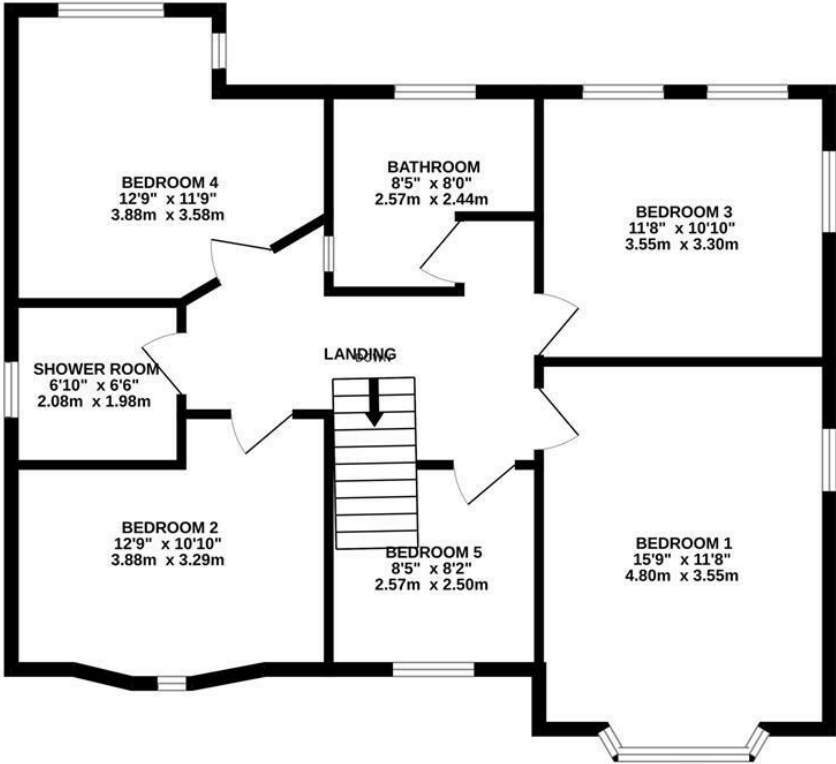 BEDROOM 4
12'9" x 11'9"
3.88m x 3.58m
BATHROOM
8'5" x 8'0"
2.57m x 2.44m
BEDROOM 3
11'8" x 10'10"
3.55m x 3.30m
LANDING
DOWN
SHOWER ROOM
6'10" x 6'6"
2.08m x 1.98m
BEDROOM 2
12'9" x 10'10"
3.88m x 3.29m
BEDROOM 5
8'5" x 8'2"
2.57m x 2.50m
BEDROOM 1
15'9" x 11'8"
4.80m x 3.55m